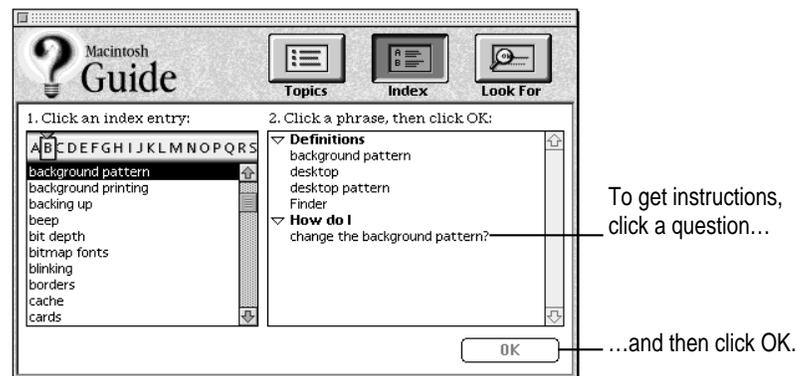 Macintosh
Guide
Topics
Index
Look For
1. Click an index entry:
A B C D E F G H I J K L M N O P Q R S
background pattern
background printing
backing up
beep
bit depth
bitmap fonts
blinking
borders
cache
cards
2. Click a phrase, then click OK:
Definitions
background pattern
desktop
desktop pattern
Finder
How do I
change the background pattern?
OK
To get instructions,
click a question…
…and then click OK.